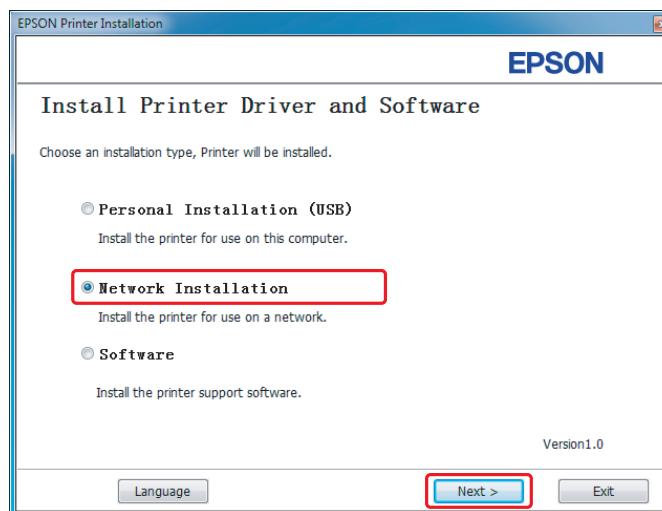 EPSON Printer Installation
EPSON
Install Printer Driver and Software
Choose an installation type, Printer will be installed.
Personal Installation (USB)
Install the printer for use on this computer.
Network Installation
Install the printer for use on a network.
Software
Install the printer support software.
Version1.0
Language
Next >
Exit